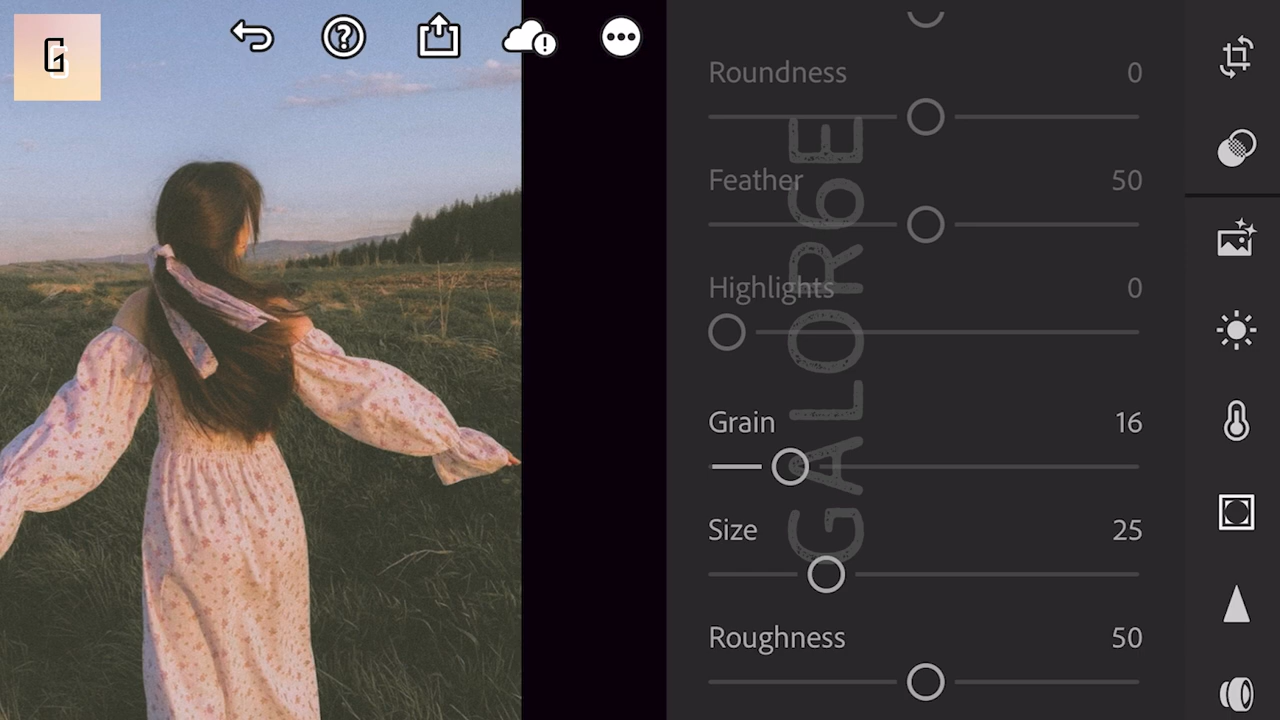 Roundness 0
Feather 50
Highlights 0
Grain 16
Size 25
Roughness 50
GALOR6E